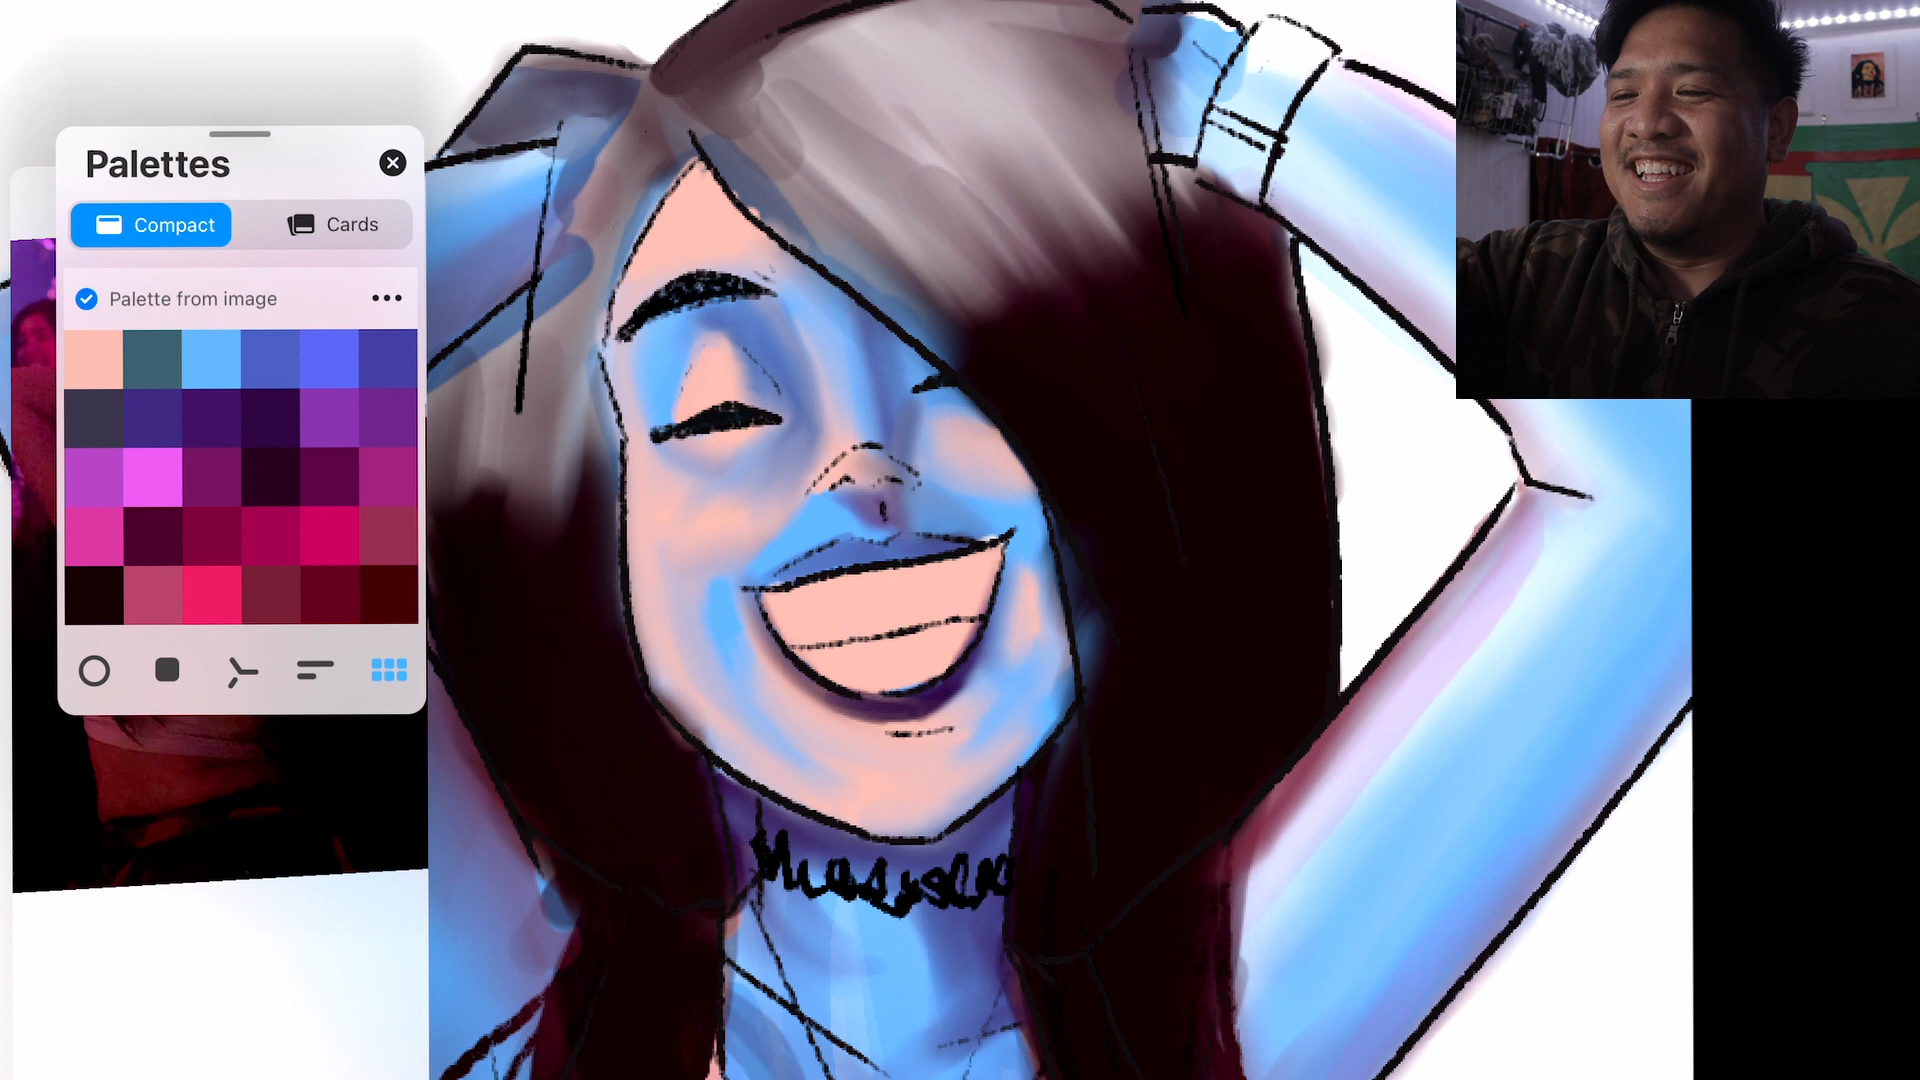 Palettes
Compact
Cards
Palette from image